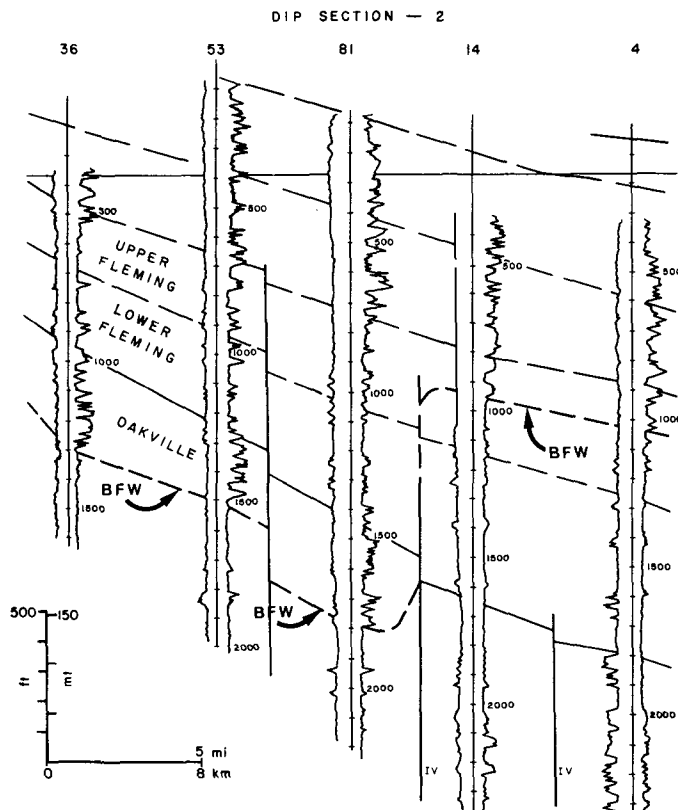 DIP SECTION — 2
36 53 81 14 4
300 500 500 500 500
UPPER
FLEMING
LOWER
FLEMING
1000 1000 1000 1000 1000
OAKVILLE
BFW
BFW
1500 1500 1500 1500
BFW
2000 2000 2000 2000
IV IV
500 150
ft mt
5 mi
0 8 km